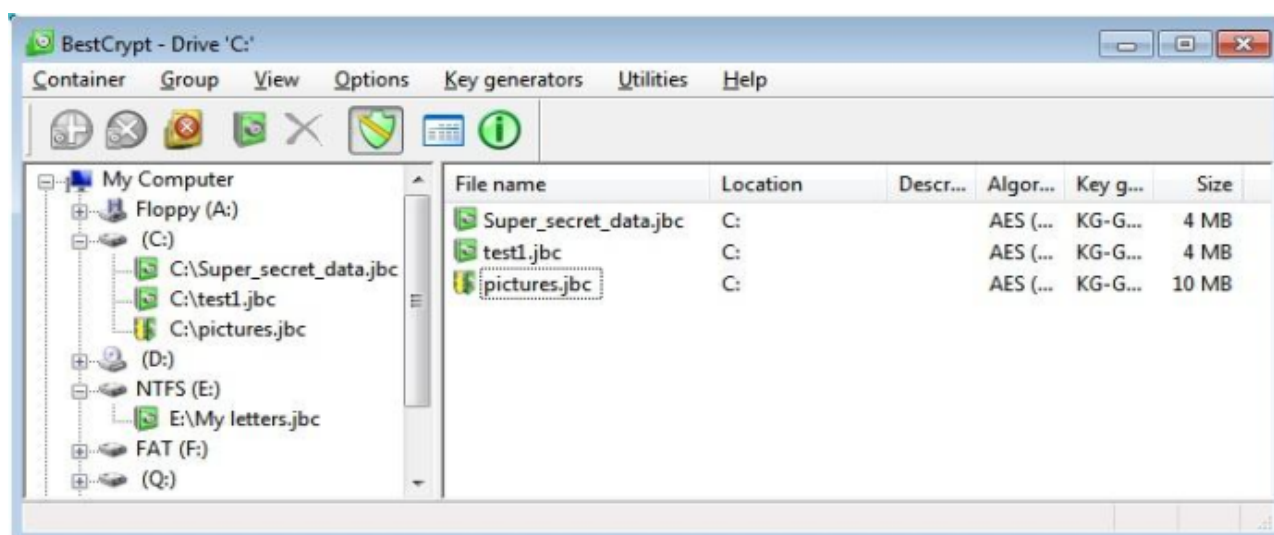 BestCrypt - Drive 'C:'
Container Group View Options Key generators Utilities Help
My Computer
Floppy (A:)
(C:)
C:\Super_secret_data.jbc
C:\test1.jbc
C:\pictures.jbc
(D:)
NTFS (E:)
E:\My letters.jbc
FAT (F:)
(Q:)
File name Location Descr... Algor... Key g... Size
Super_secret_data.jbc C: AES (... KG-G... 4 MB
test1.jbc C: AES (... KG-G... 4 MB
pictures.jbc C: AES (... KG-G... 10 MB